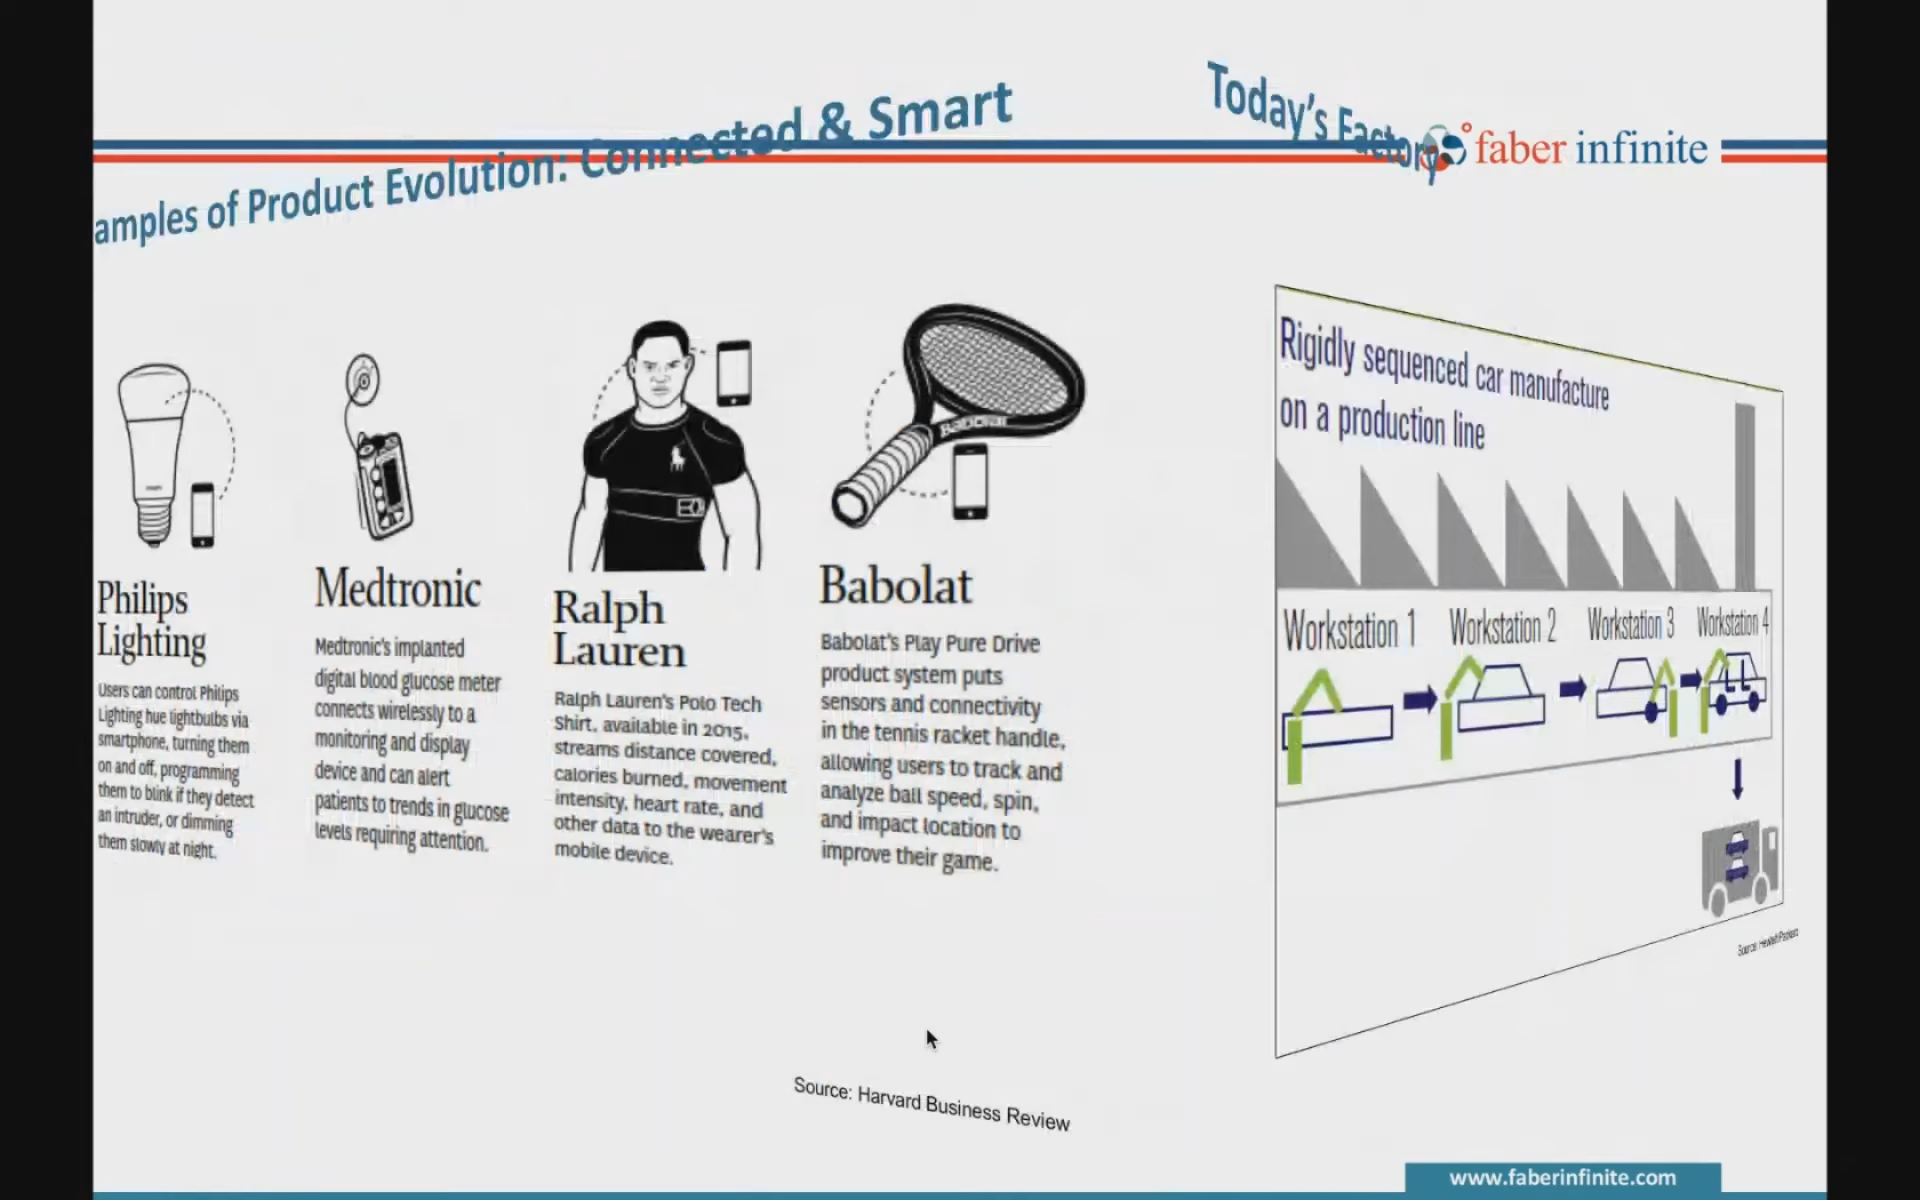 amples of Product Evolution: Connected & Smart
Today's Factory
faber infinite
Philips
Lighting
Users can control Philips
Lighting hue lightbulbs via
smartphone, turning them
on and off, programming
them to blink if they detect
an intruder, or dimming
them slowly at night.
Medtronic
Medtronic's implanted
digital blood glucose meter
connects wirelessly to a
monitoring and display
device and can alert
patients to trends in glucose
levels requiring attention.
Ralph
Lauren
Ralph Lauren's Polo Tech
Shirt, available in 2015,
streams distance covered,
calories burned, movement
intensity, heart rate, and
other data to the wearer's
mobile device.
Babolat
Babolat
Babolat's Play Pure Drive
product system puts
sensors and connectivity
in the tennis racket handle,
allowing users to track and
analyze ball speed, spin,
and impact location to
improve their game.
Source: Harvard Business Review
Rigidly sequenced car manufacture
on a production line
Workstation 1
Workstation 2
Workstation 3
Workstation 4
Source: HewlettPackard
www.faberinfinite.com